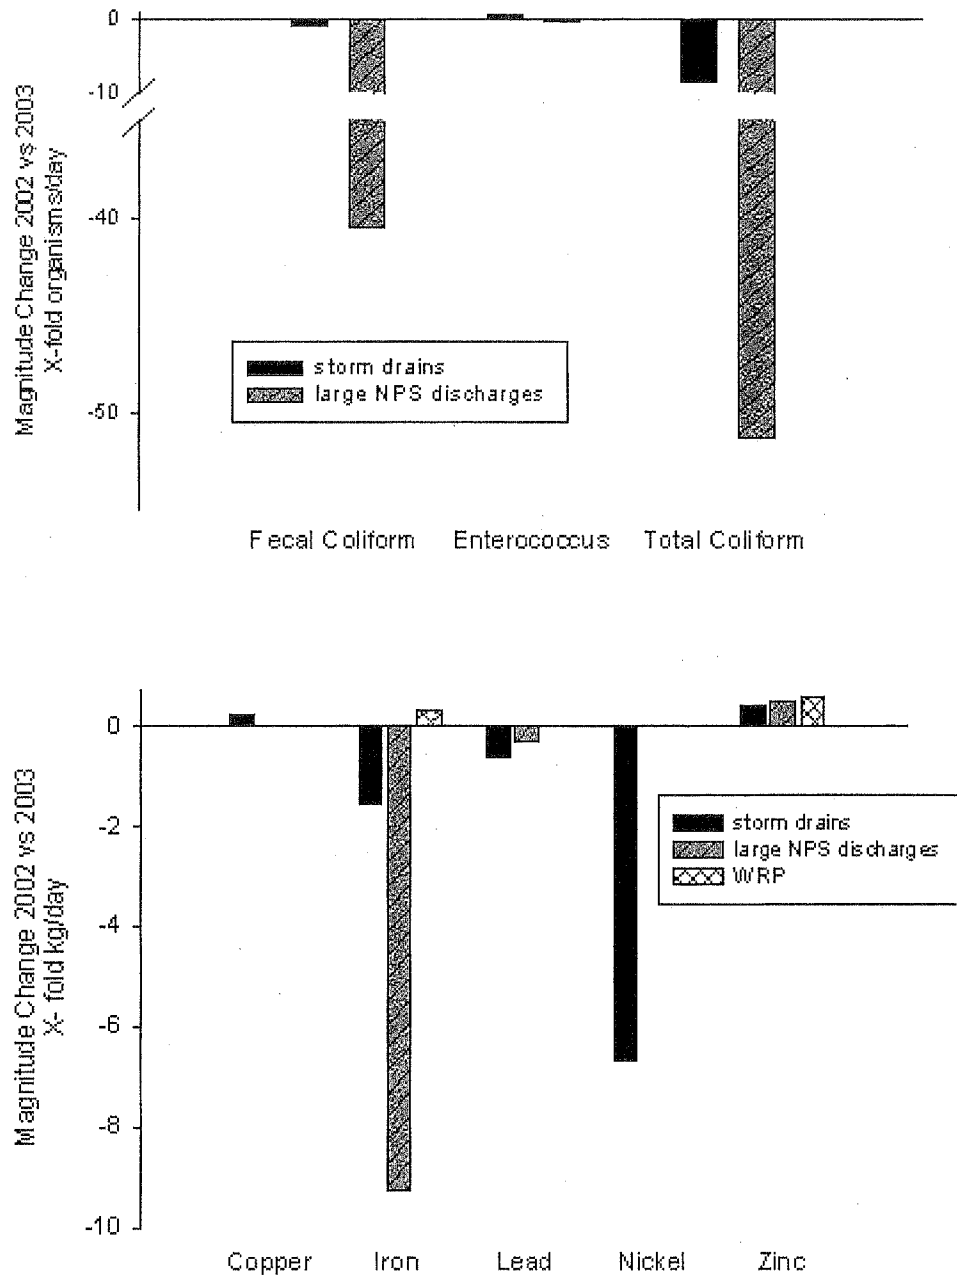 0
-10
-40
-50
Magnitude Change 2002 vs 2003
X-fold organisms/day
storm drains
large NPS discharges
Fecal Coliform Enterococcus Total Coliform
0
-2
-4
-6
-8
-10
Magnitude Change 2002 vs 2003
X- fold kg/day
storm drains
large NPS discharges
WRP
Copper Iron Lead Nickel Zinc